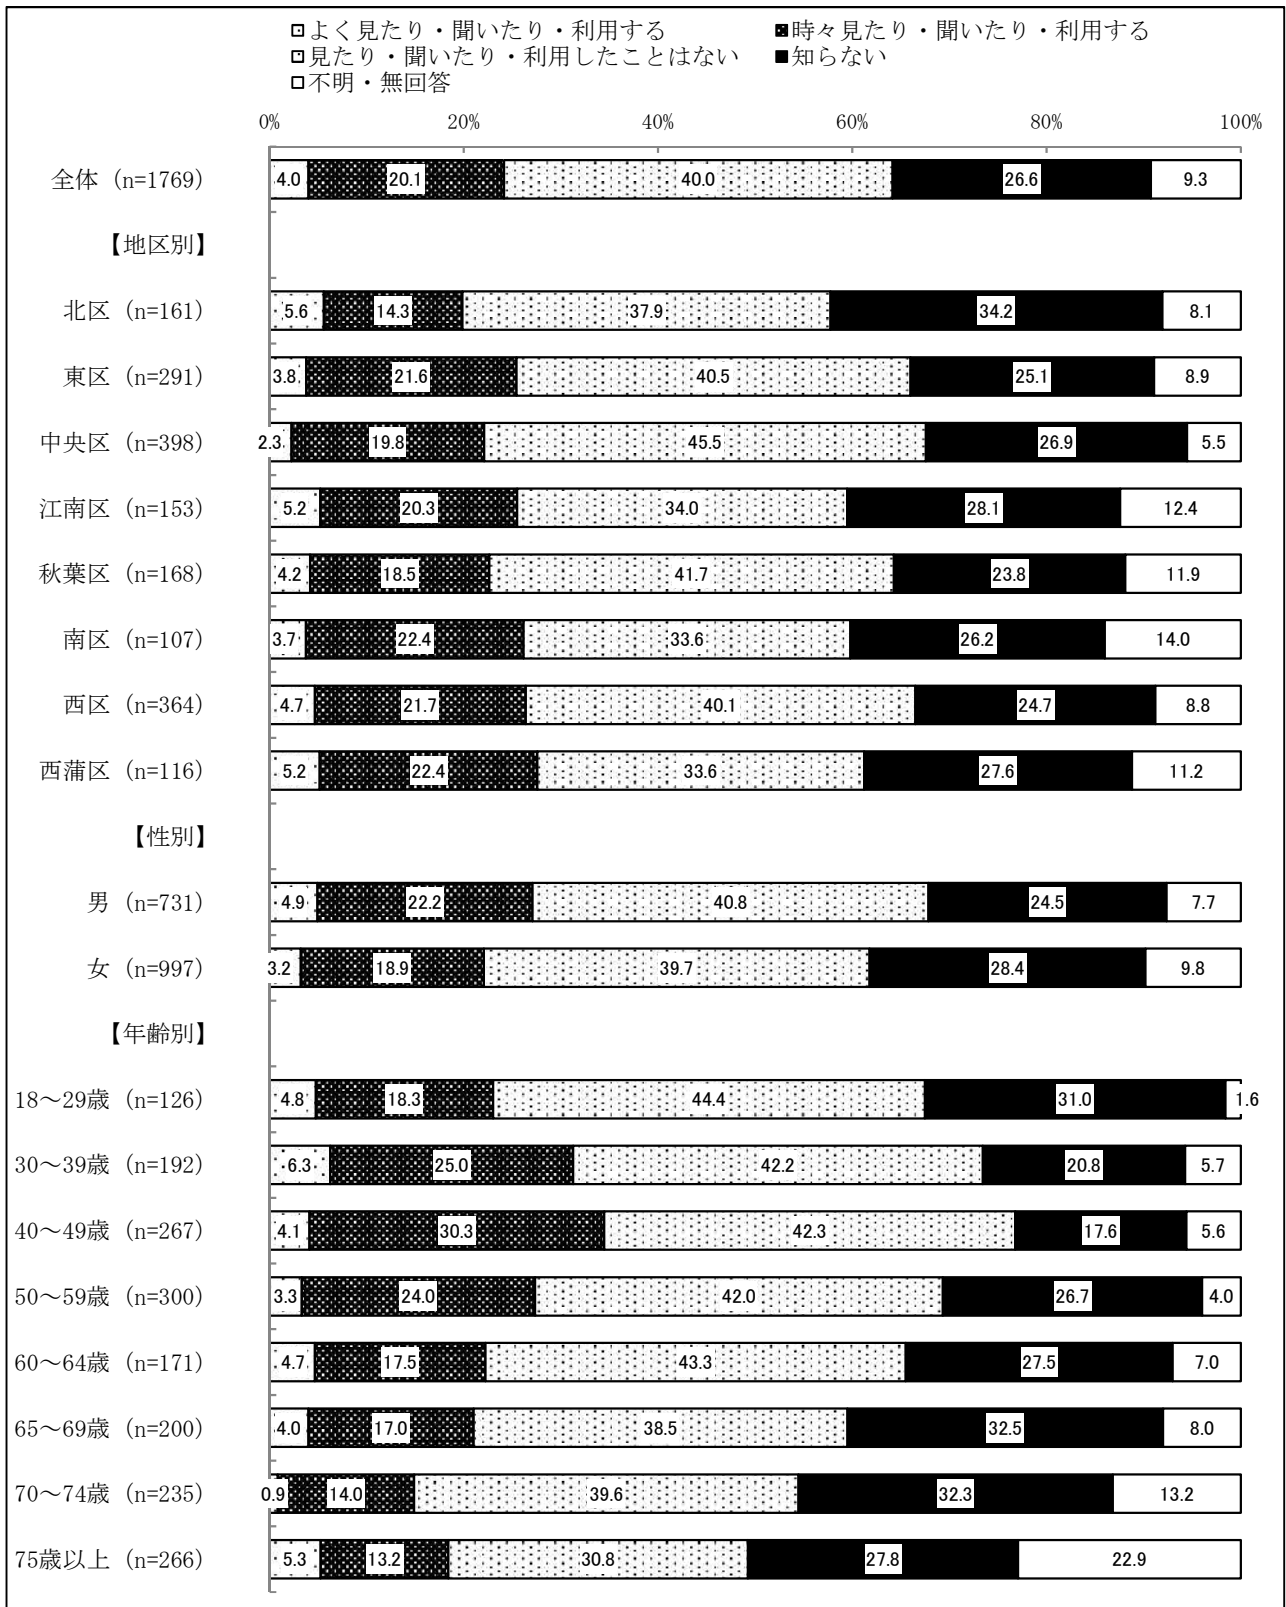 よく見たり・聞いたり・利用する 時々見たり・聞いたり・利用する
見たり・聞いたり・利用したことはない 知らない
不明・無回答
0% 20% 40% 60% 80% 100%
全体 (n=1769) 4.0 20.1 40.0 26.6 9.3
【地区別】
北区 (n=161) 5.6 14.3 37.9 34.2 8.1
東区 (n=291) 3.8 21.6 40.5 25.1 8.9
中央区 (n=398) 2.3 19.8 45.5 26.9 5.5
江南区 (n=153) 5.2 20.3 34.0 28.1 12.4
秋葉区 (n=168) 4.2 18.5 41.7 23.8 11.9
南区 (n=107) 3.7 22.4 33.6 26.2 14.0
西区 (n=364) 4.7 21.7 40.1 24.7 8.8
西蒲区 (n=116) 5.2 22.4 33.6 27.6 11.2
【性別】
男 (n=731) 4.9 22.2 40.8 24.5 7.7
女 (n=997) 3.2 18.9 39.7 28.4 9.8
【年齢別】
18～29歳 (n=126) 4.8 18.3 44.4 31.0 1.6
30～39歳 (n=192) 6.3 25.0 42.2 20.8 5.7
40～49歳 (n=267) 4.1 30.3 42.3 17.6 5.6
50～59歳 (n=300) 3.3 24.0 42.0 26.7 4.0
60～64歳 (n=171) 4.7 17.5 43.3 27.5 7.0
65～69歳 (n=200) 4.0 17.0 38.5 32.5 8.0
70～74歳 (n=235) 0.9 14.0 39.6 32.3 13.2
75歳以上 (n=266) 5.3 13.2 30.8 27.8 22.9